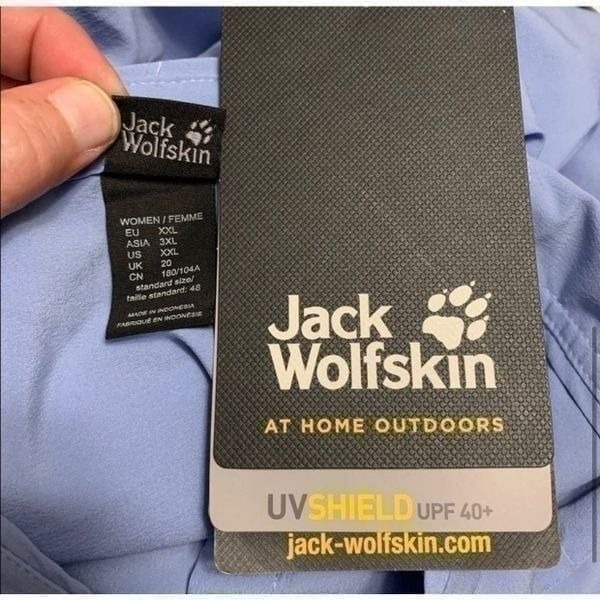 Jack
Wolfskin
WOMEN / FEMME
EU XXL
ASIA 3XL
US XXL
UK 20
CN 180/104A
standard size/
taille standard: 48
MADE IN INDONESIA
FABRIQUÉ EN INDONÉSIE
Jack
Wolfskin
AT HOME OUTDOORS
UVSHIELD UPF 40+
jack-wolfskin.com